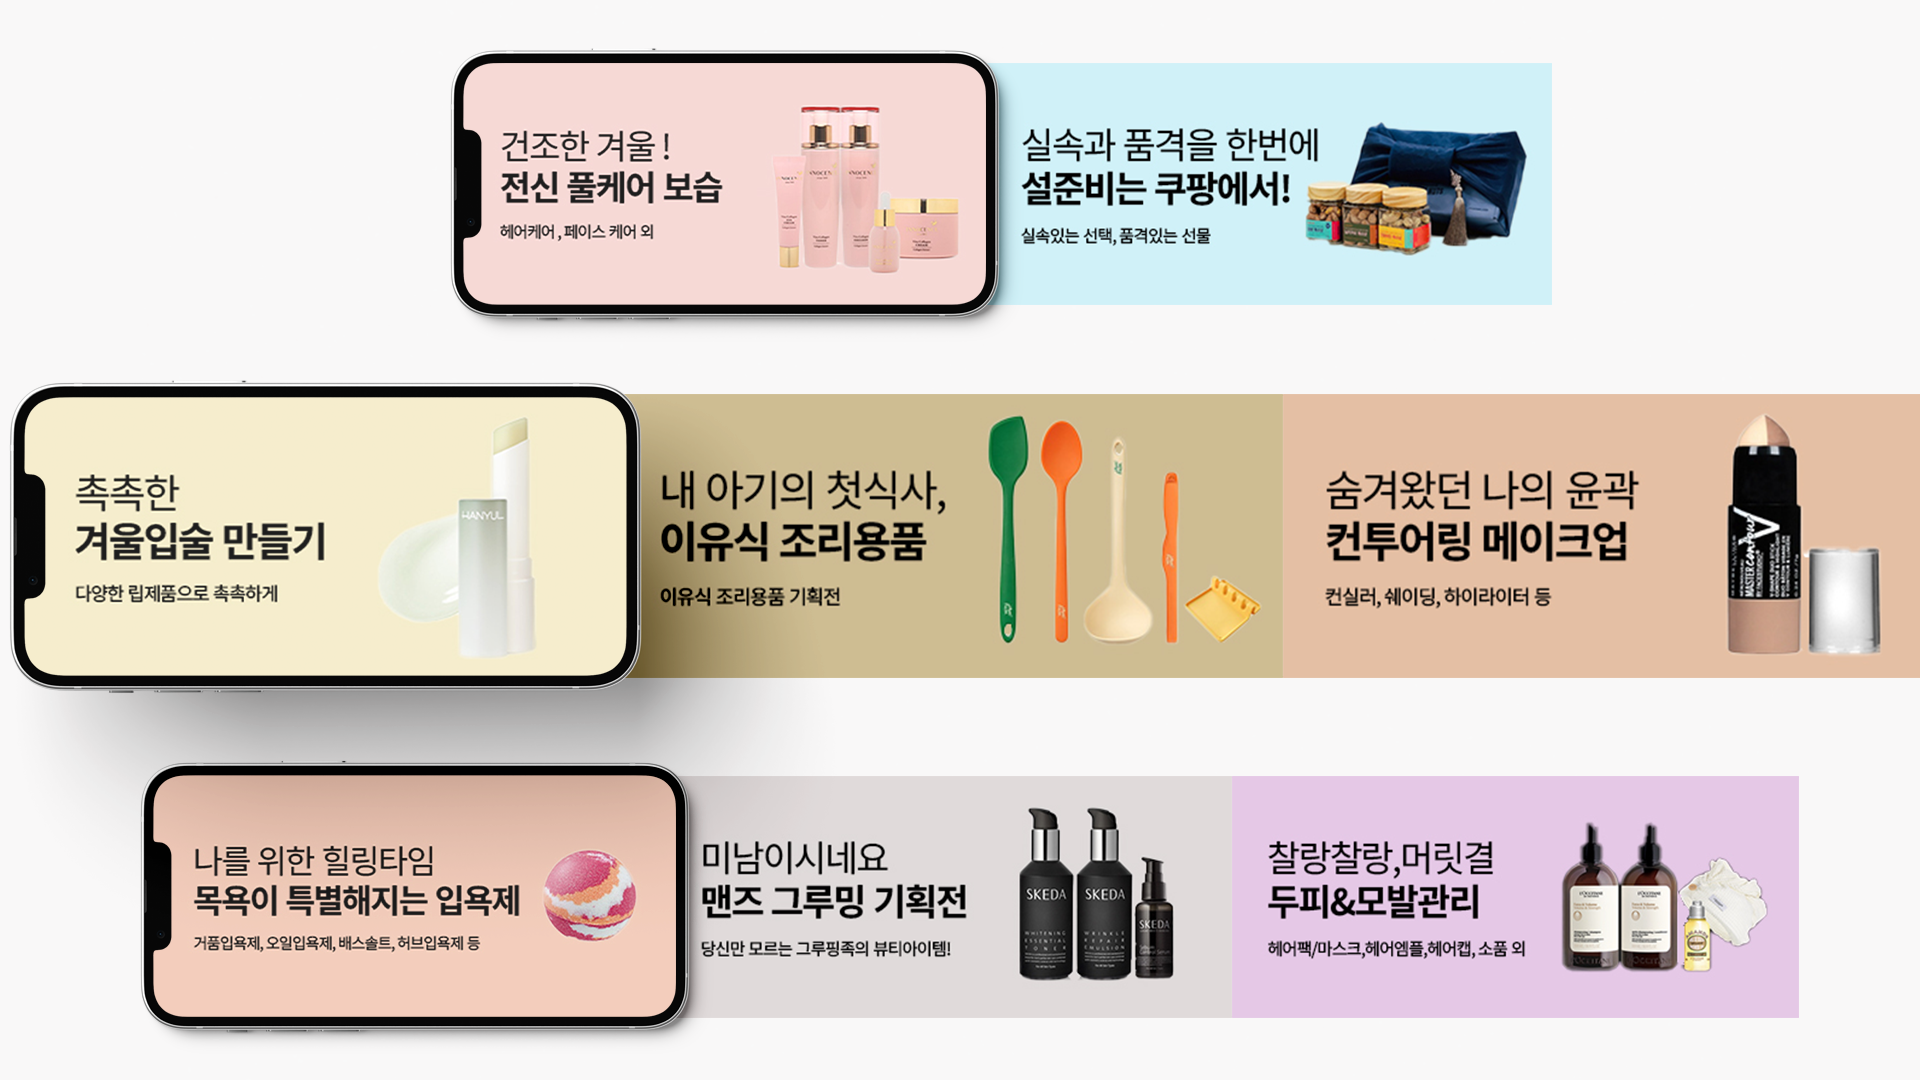 건조한 겨울 !
전신 풀케어 보습
헤어케어 , 페이스 케어 외
실속과 품격을 한번에
설준비는 쿠팡에서!
실속있는 선택, 품격있는 선물
촉촉한
겨울입술 만들기
다양한 립제품으로 촉촉하게
HANYUL
내 아기의 첫식사,
이유식 조리용품
이유식 조리용품 기획전
숨겨왔던 나의 윤곽
컨투어링 메이크업
컨실러, 쉐이딩, 하이라이터 등
MASTER Contour
V
나를 위한 힐링타임
목욕이 특별해지는 입욕제
거품입욕제, 오일입욕제, 배스솔트, 허브입욕제 등
미남이시네요
맨즈 그루밍 기획전
당신만 모르는 그루핑족의 뷰티아이템!
SKEDA
WHITENING
ESSENTIAL
TONER
SKEDA
WRINKLE
REPAIR
EMULSION
SKEDA
찰랑찰랑,머릿결
두피&모발관리
헤어팩/마스크,헤어엠플,헤어캡, 소품 외